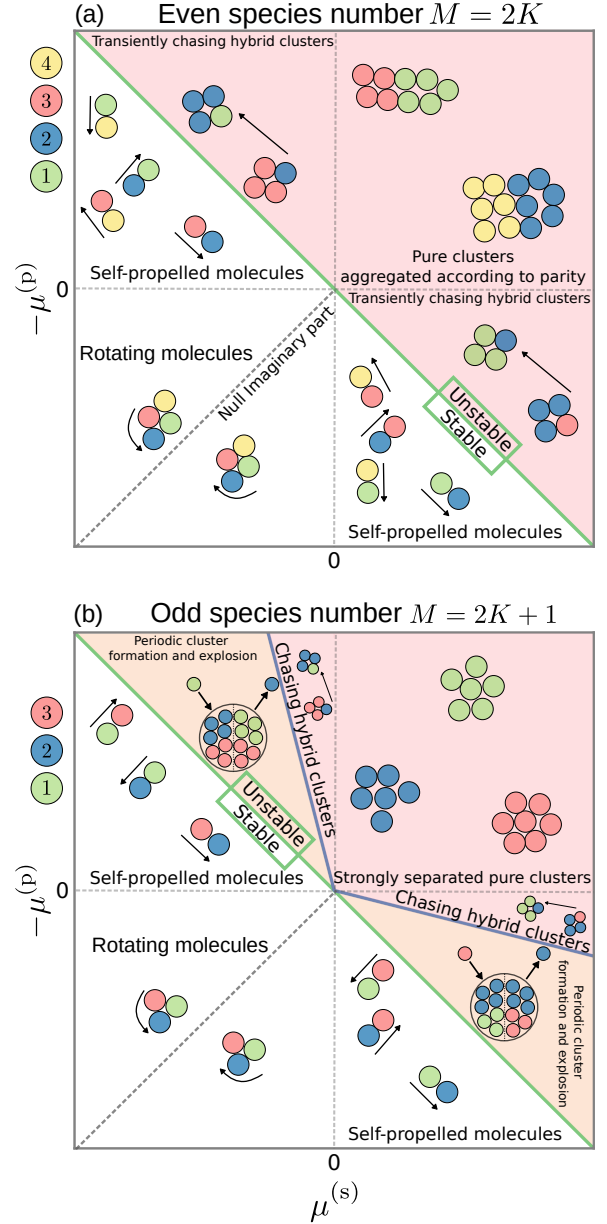 (a) Even species number M = 2K
Transiently chasing hybrid clusters
4
3
2
1
Pure clusters
aggregated according to parity
Self-propelled molecules
−μ^(p)
0
Transiently chasing hybrid clusters
Rotating molecules
Null Imaginary part
Unstable
Stable
Self-propelled molecules
0
(b) Odd species number M = 2K + 1
Periodic cluster
formation and explosion
Chasing hybrid clusters
3
2
1
Unstable
Stable
Self-propelled molecules
Strongly separated pure clusters
−μ^(p)
0
Chasing hybrid clusters
Rotating molecules
Periodic cluster
formation and explosion
Self-propelled molecules
0
μ^(s)